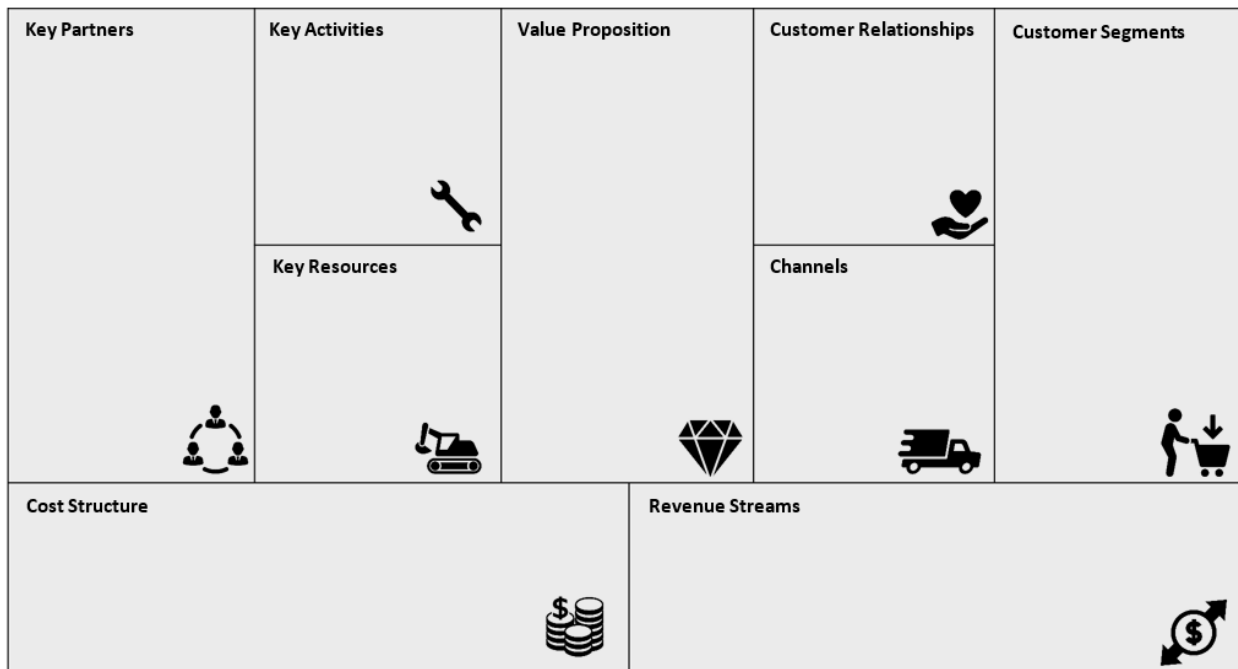 Key Partners
Key Activities
Value Proposition
Customer Relationships
Customer Segments
Key Resources
Channels
Cost Structure
$
Revenue Streams
$